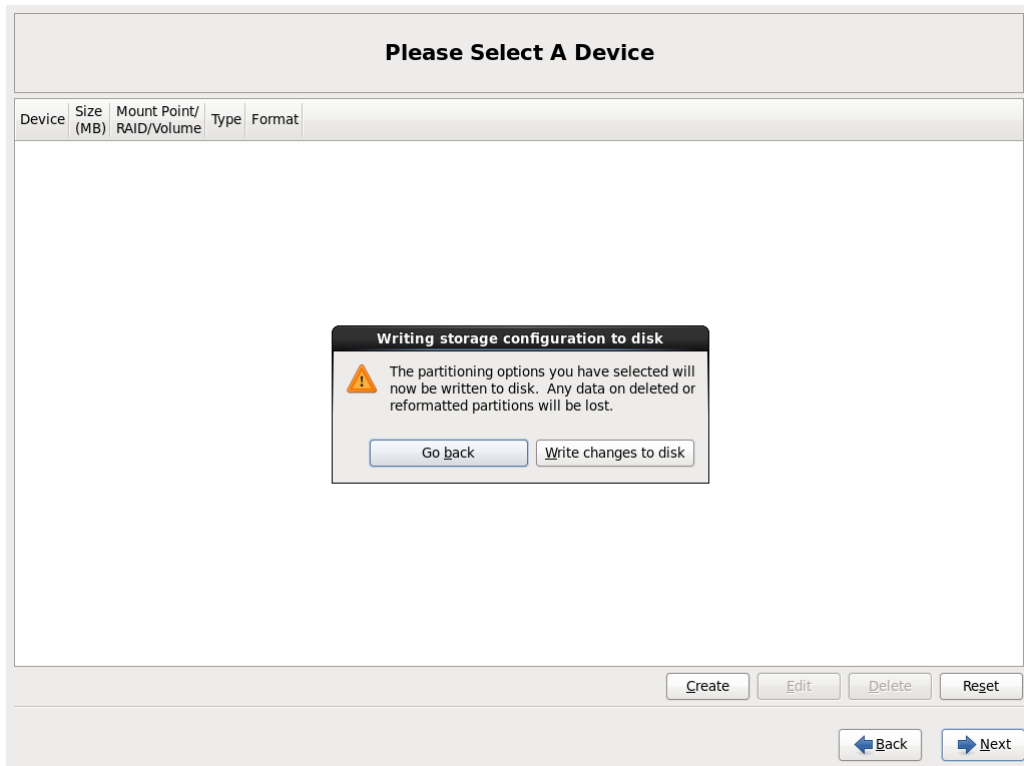 Please Select A Device
Device
Size
(MB)
Mount Point/
RAID/Volume
Type
Format
Writing storage configuration to disk
The partitioning options you have selected will
now be written to disk.  Any data on deleted or
reformatted partitions will be lost.
Go back
Write changes to disk
Create
Edit
Delete
Reset
Back
Next